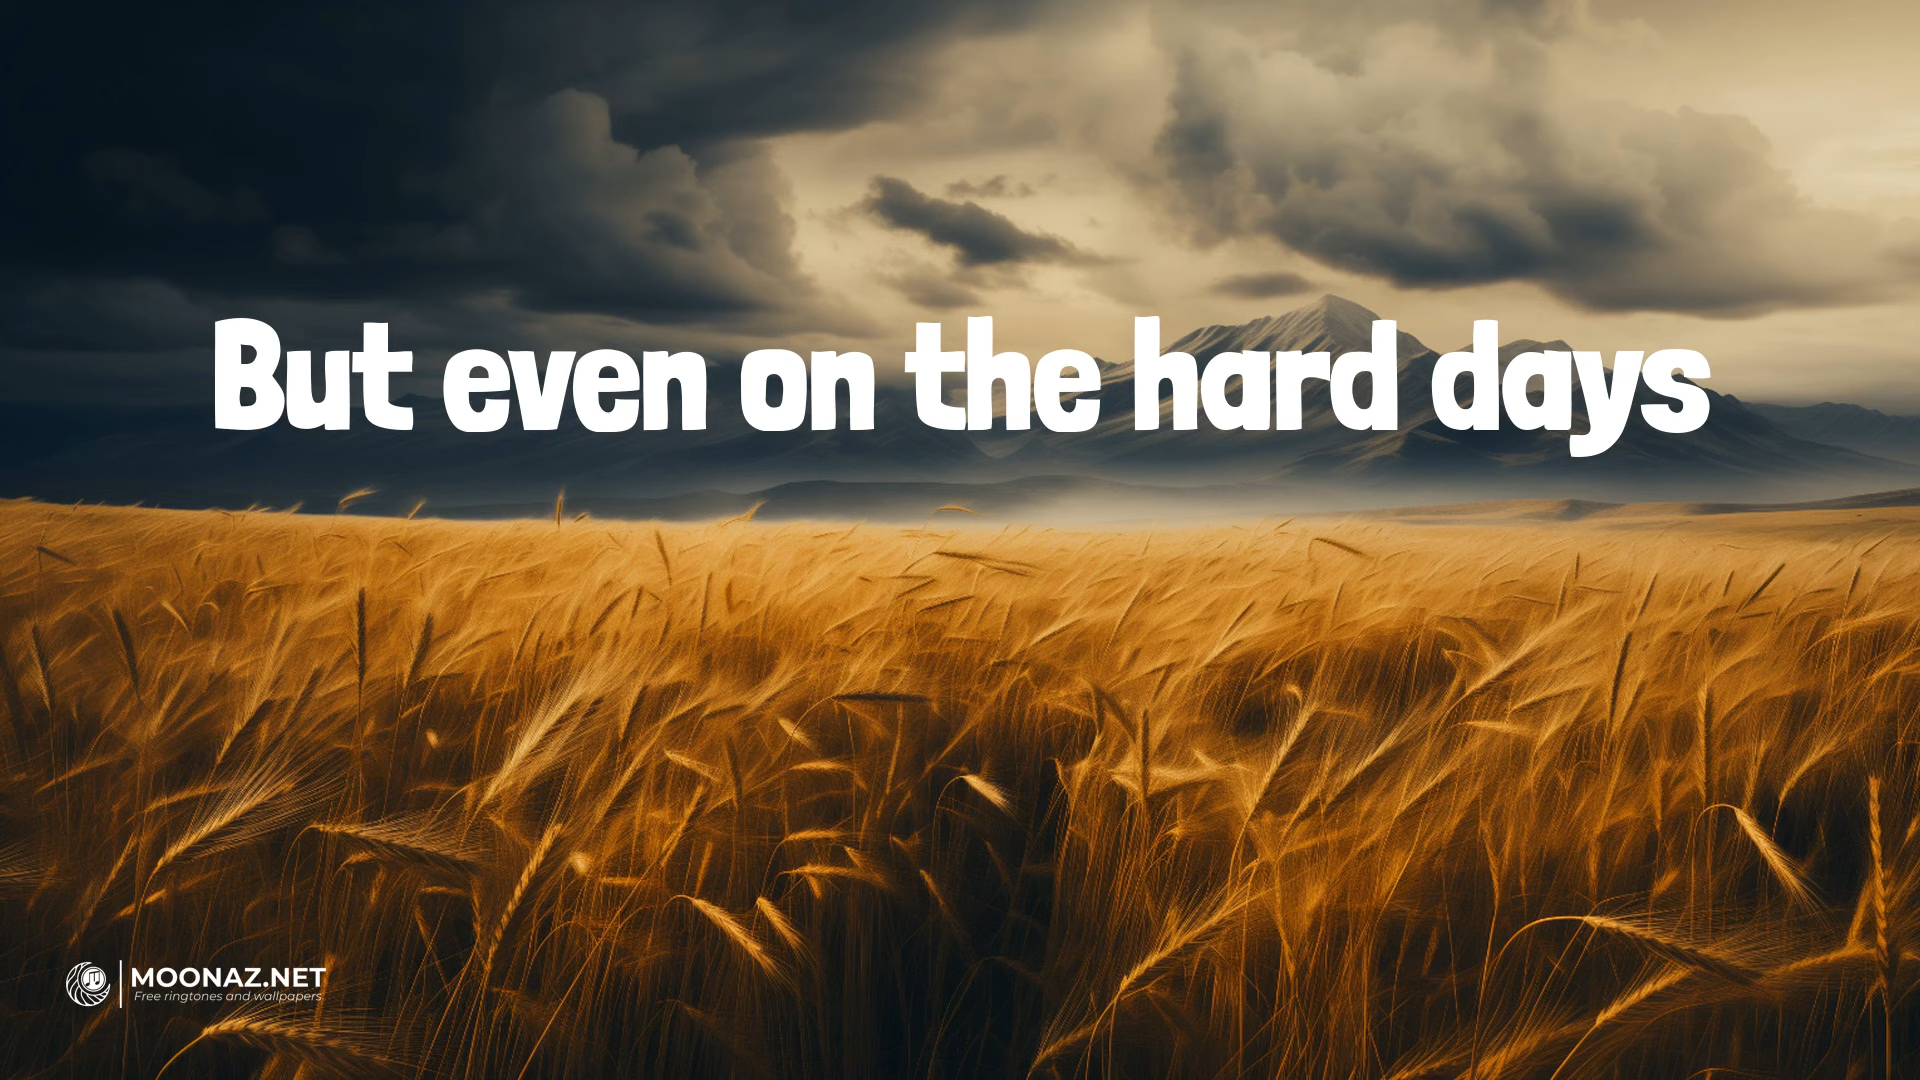 But even on the hard days
MOONAZ.NET
Free ringtones and wallpapers